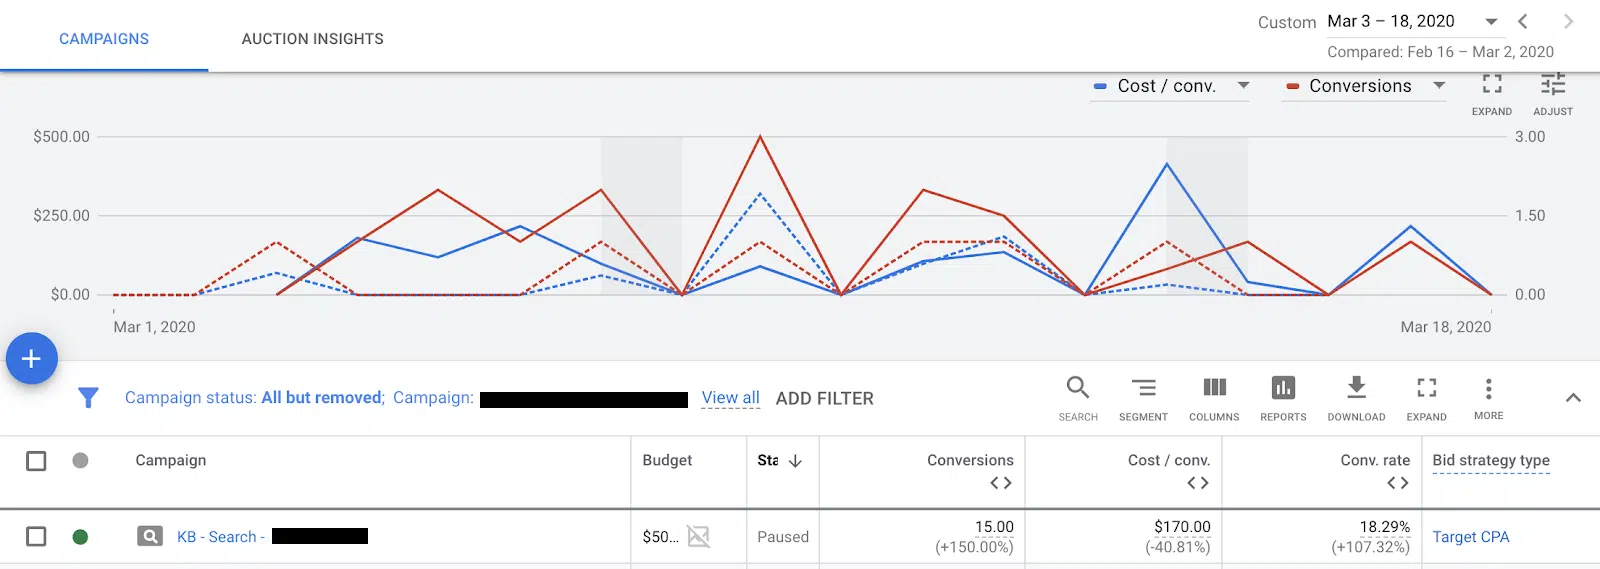 CAMPAIGNS AUCTION INSIGHTS
Custom Mar 3 – 18, 2020
Compared: Feb 16 – Mar 2, 2020
Cost / conv. Conversions
EXPAND ADJUST
$500.00 3.00
$250.00 1.50
$0.00 0.00
Mar 1, 2020 Mar 18, 2020
+
Campaign status: All but removed; Campaign: View all ADD FILTER
SEARCH SEGMENT COLUMNS REPORTS DOWNLOAD EXPAND MORE
Campaign Budget Sta Conversions Cost / conv. Conv. rate Bid strategy type
KB - Search - $50... Paused 15.00 $170.00 18.29% Target CPA
(+150.00%) (-40.81%) (+107.32%)